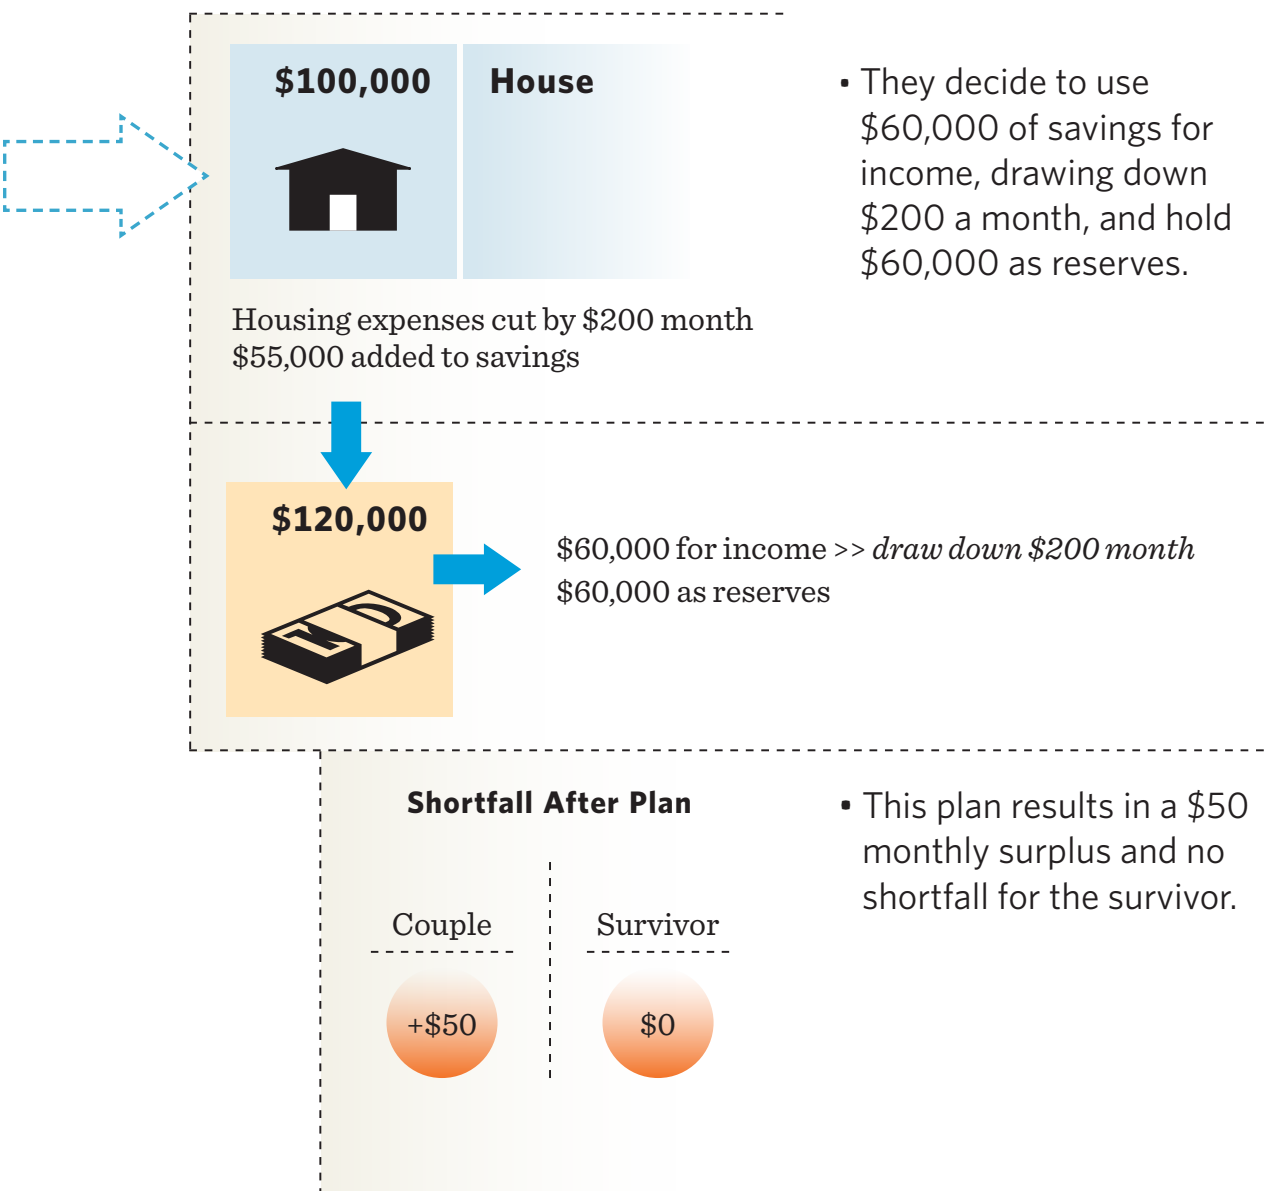 $100,000
House
• They decide to use
$60,000 of savings for
income, drawing down
$200 a month, and hold
$60,000 as reserves.
Housing expenses cut by $200 month
$55,000 added to savings
$120,000
$60,000 for income >> draw down $200 month
$60,000 as reserves
Shortfall After Plan
• This plan results in a $50
monthly surplus and no
shortfall for the survivor.
Couple
Survivor
+$50
$0